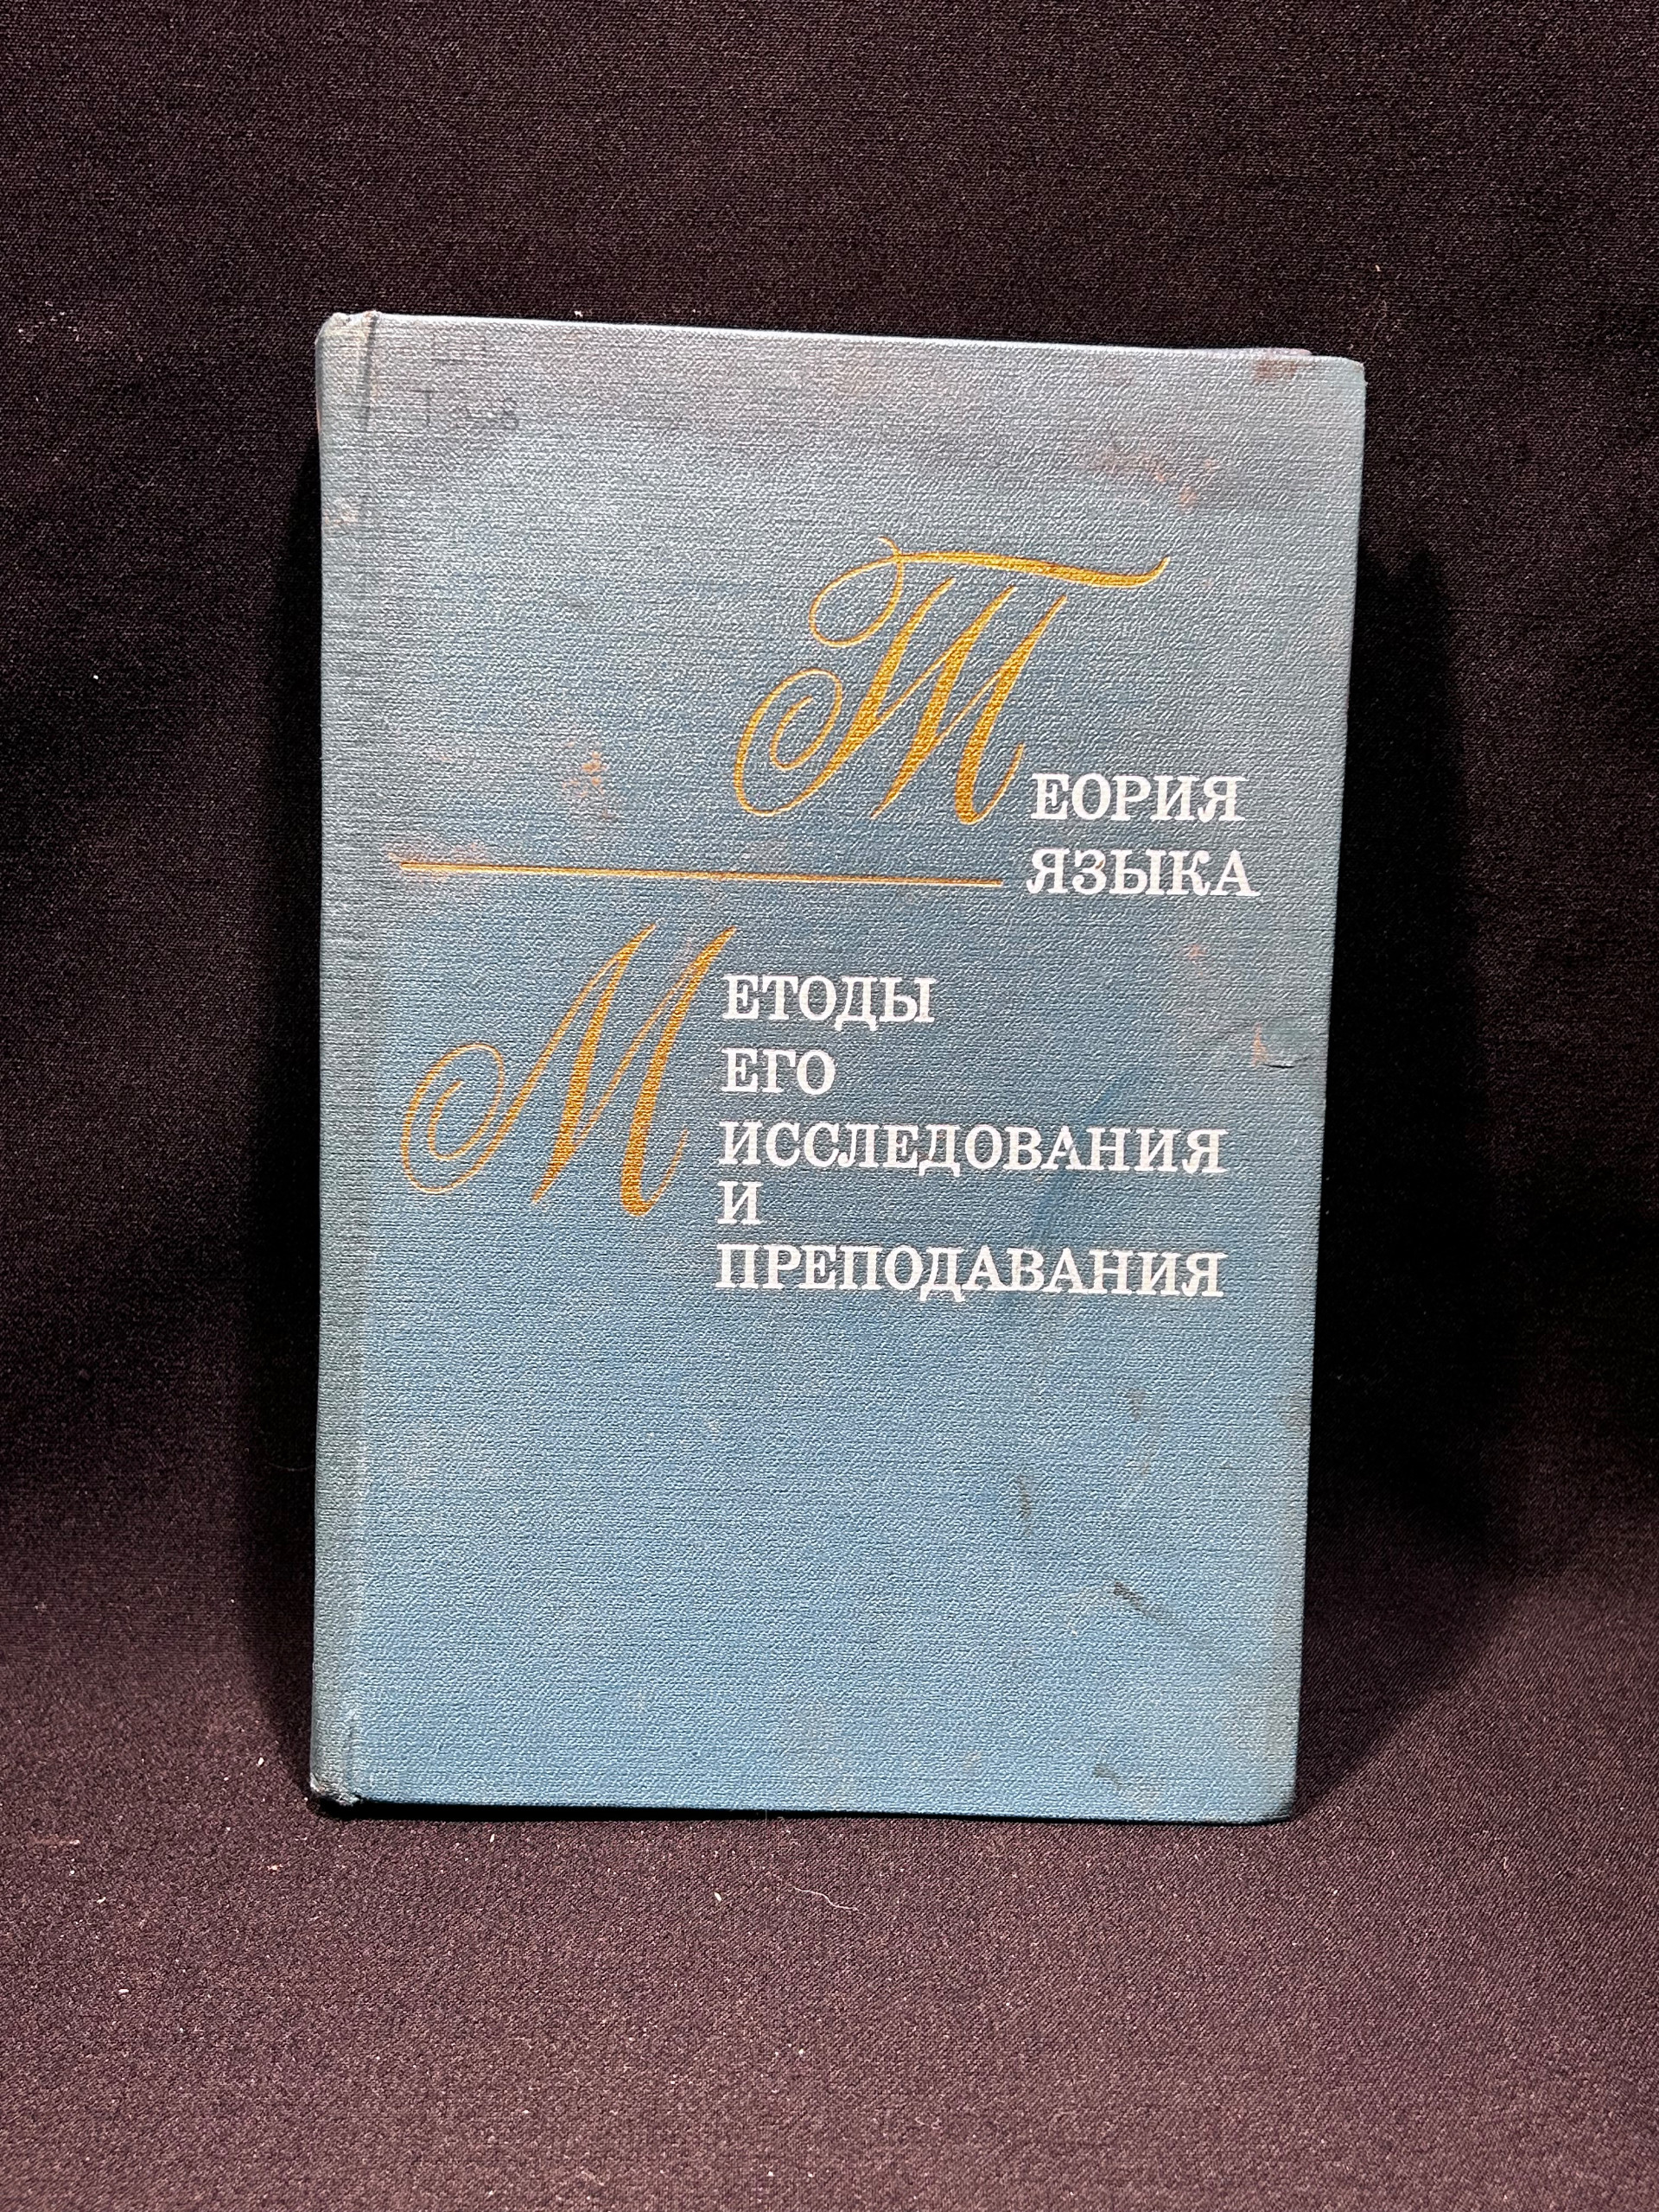 ТЕОРИЯ
ЯЗЫКА
МЕТОДЫ
ЕГО
ИССЛЕДОВАНИЯ
И
ПРЕПОДАВАНИЯ